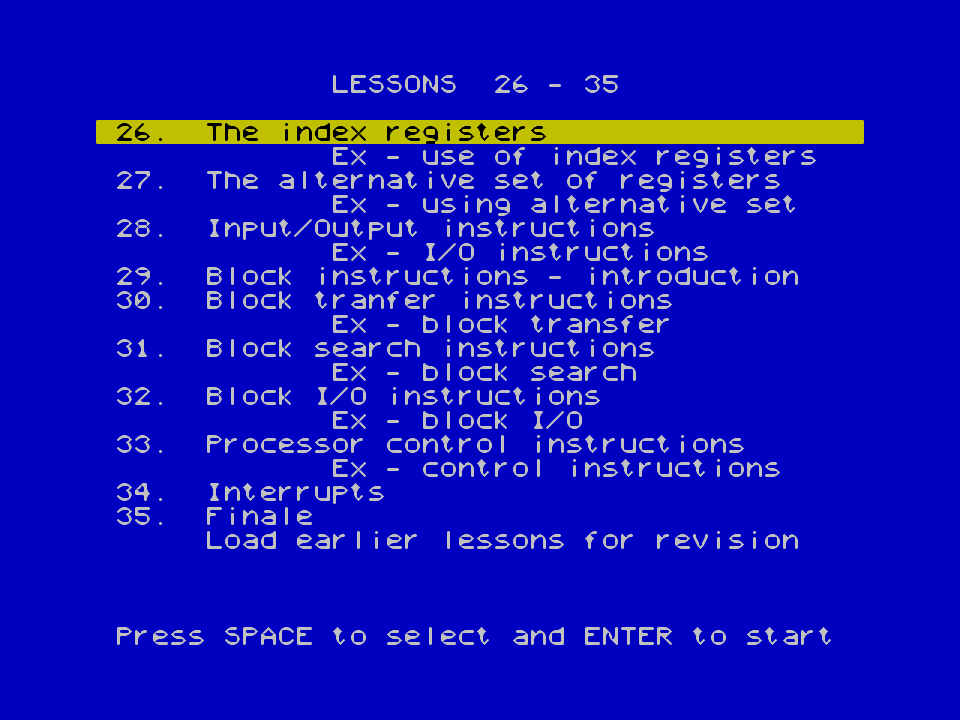 LESSONS  26 - 35
26.  The index registers
Ex - use of index registers
27.  The alternative set of registers
Ex - using alternative set
28.  Input/Output instructions
Ex - I/O instructions
29.  Block instructions - introduction
30.  Block tranfer instructions
Ex - block transfer
31.  Block search instructions
Ex - block search
32.  Block I/O instructions
Ex - block I/O
33.  Processor control instructions
Ex - control instructions
34.  Interrupts
35.  Finale
Load earlier lessons for revision
Press SPACE to select and ENTER to start